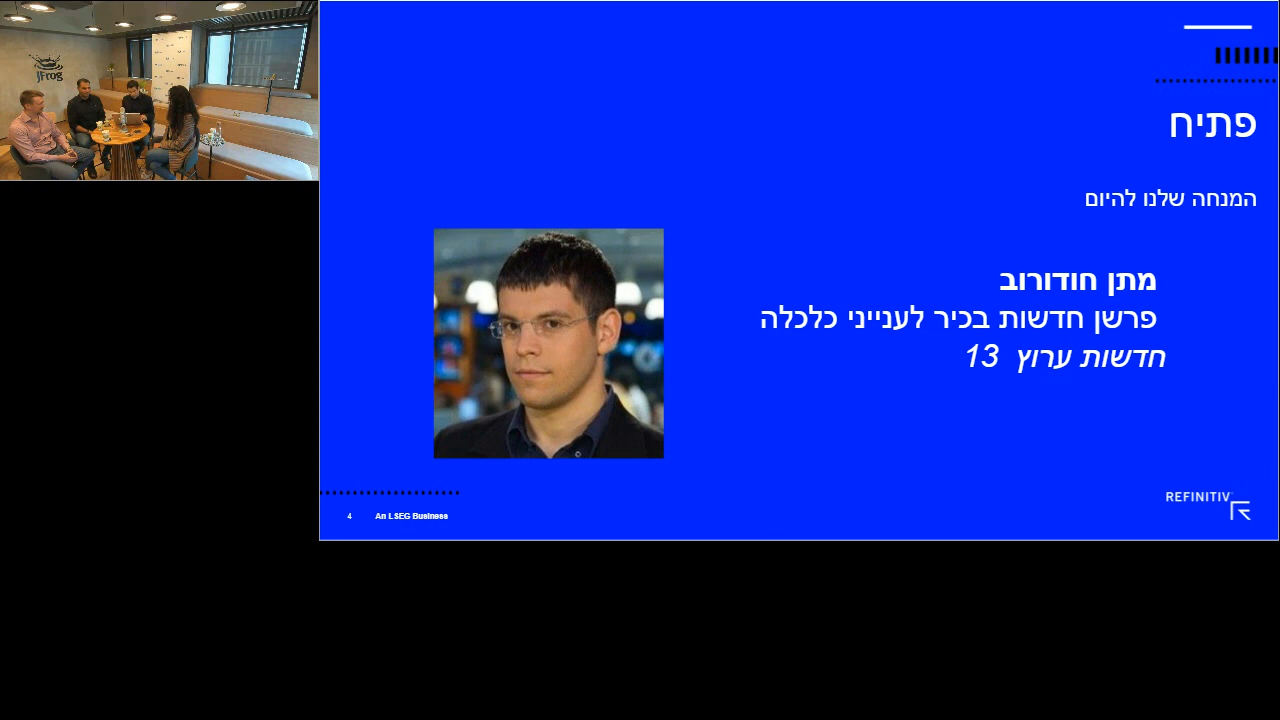 JFrog
פתיח
המנחה שלנו להיום
מתן חודורוב
פרשן חדשות בכיר לענייני כלכלה
חדשות ערוץ 13
REFINITIV
4
An LSEG Business